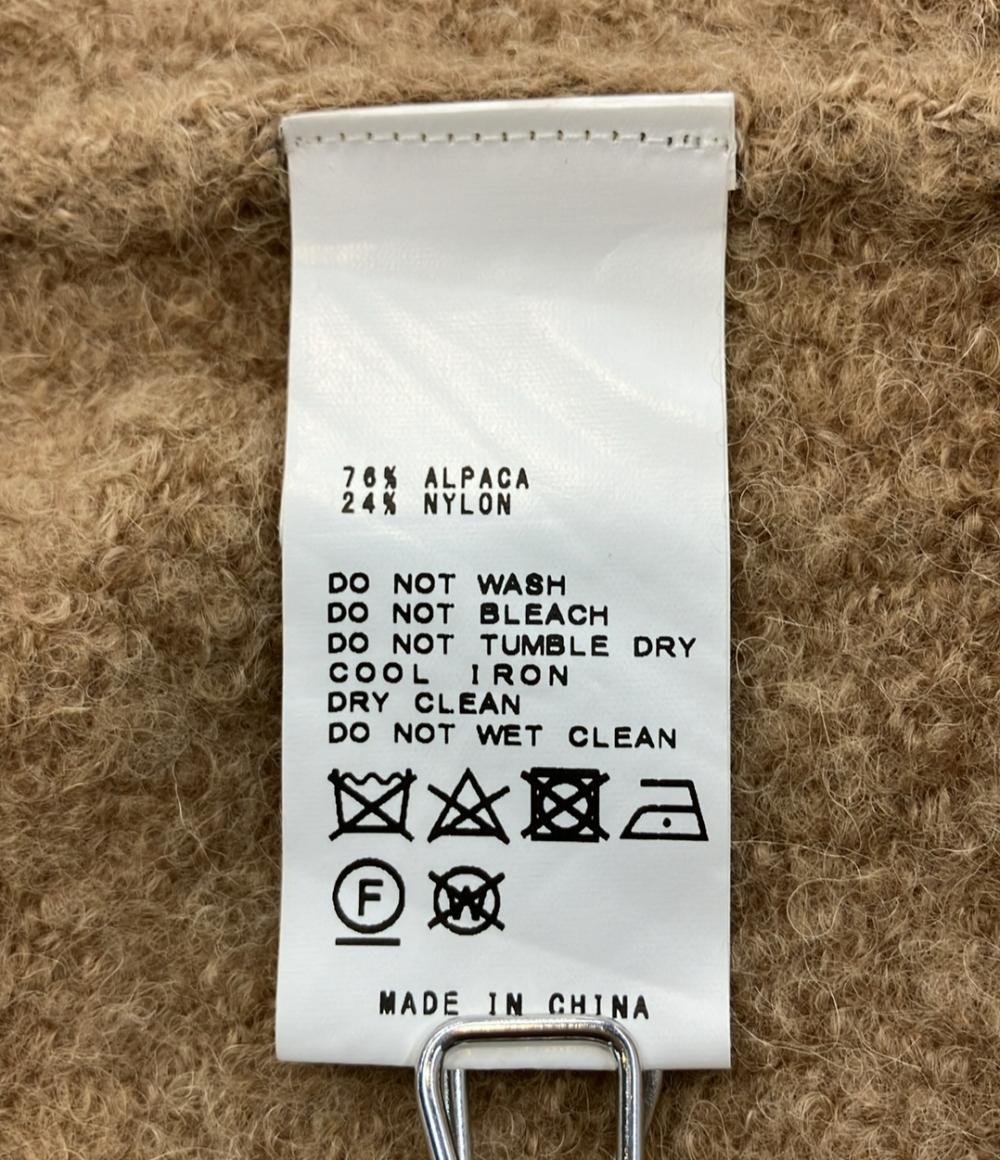 76% ALPACA
24% NYLON
DO NOT WASH
DO NOT BLEACH
DO NOT TUMBLE DRY
COOL IRON
DRY CLEAN
DO NOT WET CLEAN
F W
MADE IN CHINA